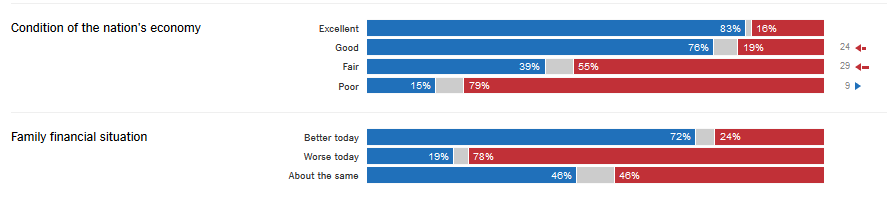 Condition of the nation's economy
Excellent 83% 16%
Good 76% 19% 24
Fair 39% 55% 29
Poor 15% 79% 9
Family financial situation
Better today 72% 24%
Worse today 19% 78%
About the same 46% 46%